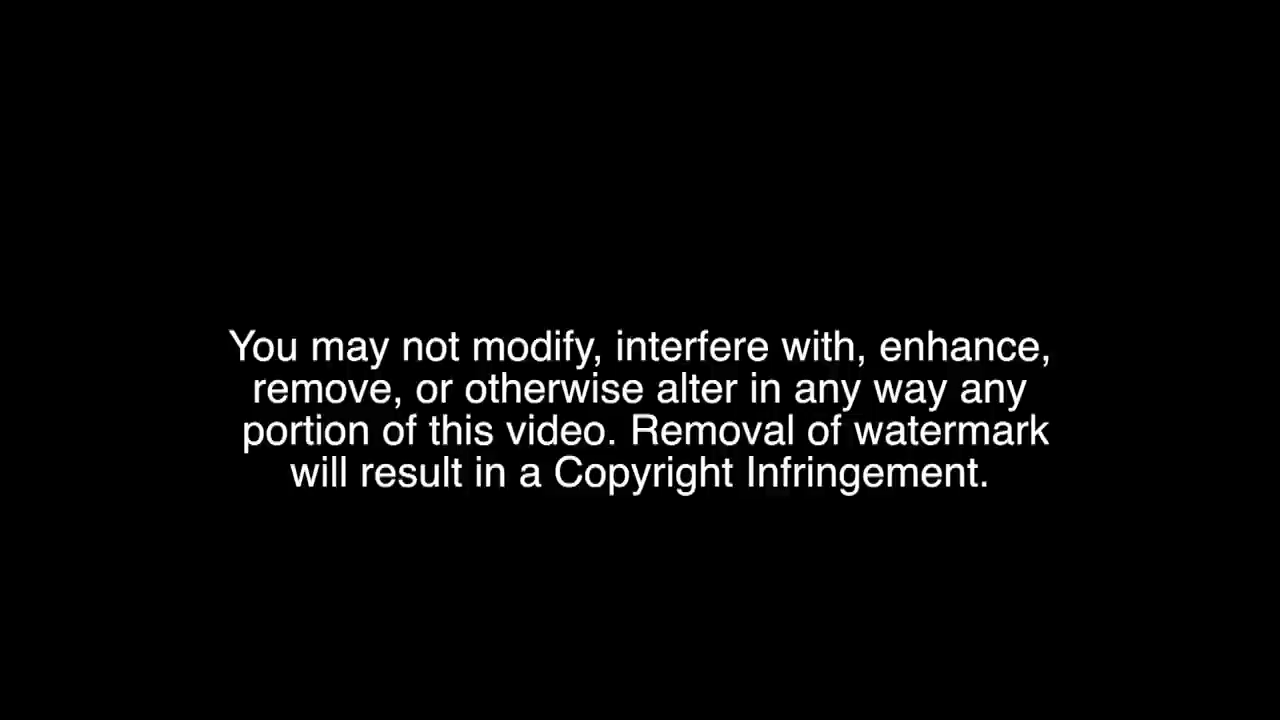 You may not modify, interfere with, enhance,
remove, or otherwise alter in any way any
portion of this video. Removal of watermark
will result in a Copyright Infringement.